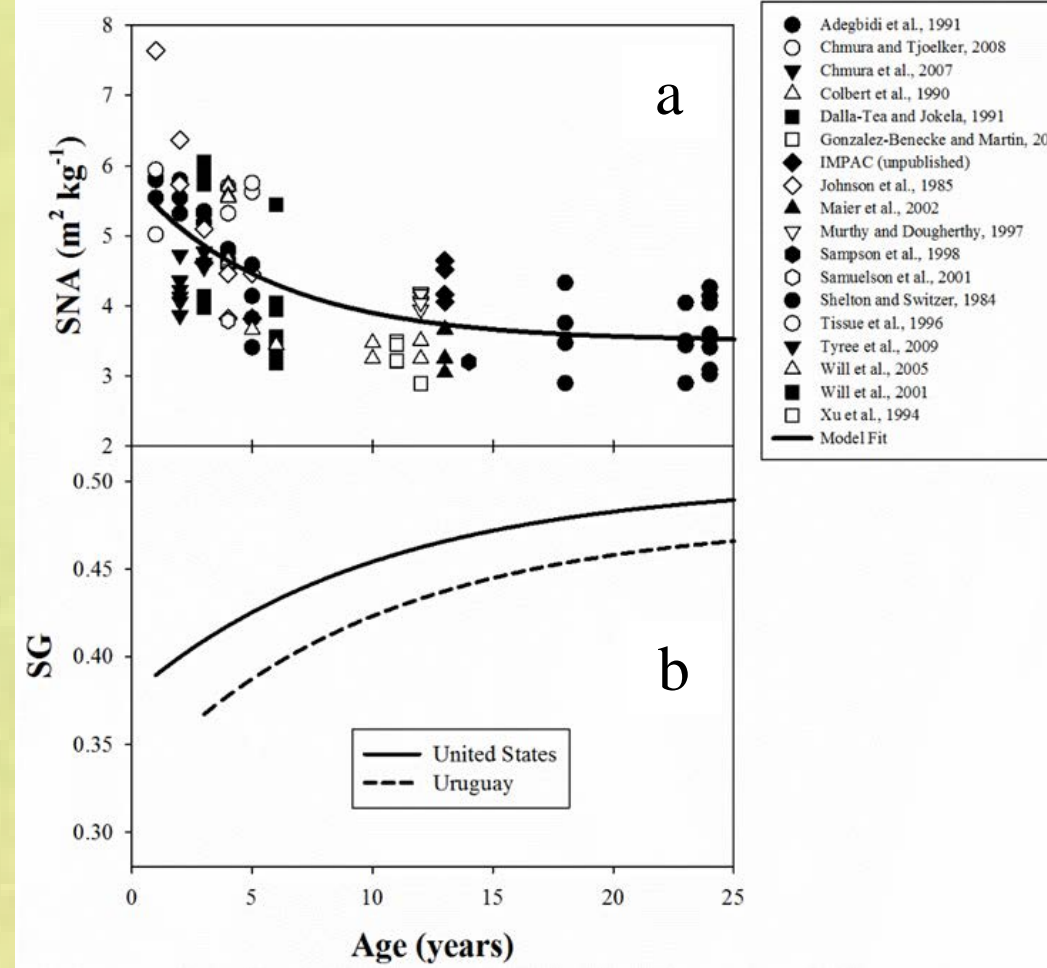 8
7
6
5
4
3
2
SNA (m² kg⁻¹)
a
Adegbidi et al., 1991
Chmura and Tjoelker, 2008
Chmura et al., 2007
Colbert et al., 1990
Dalla-Tea and Jokela, 1991
Gonzalez-Benecke and Martin, 20
IMPAC (unpublished)
Johnson et al., 1985
Maier et al., 2002
Murthy and Dougherthy, 1997
Sampson et al., 1998
Samuelson et al., 2001
Shelton and Switzer, 1984
Tissue et al., 1996
Tyree et al., 2009
Will et al., 2005
Will et al., 2001
Xu et al., 1994
Model Fit
0.50
0.45
0.40
0.35
0.30
SG
b
United States
Uruguay
0 5 10 15 20 25
Age (years)